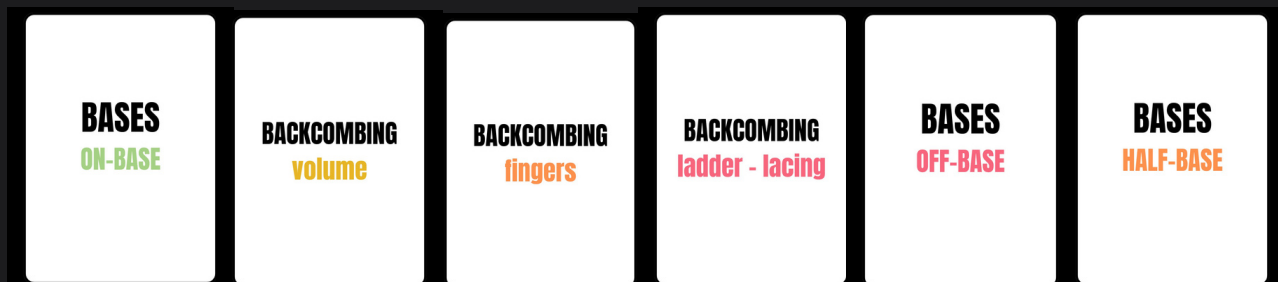 BASES
ON-BASE
BACKCOMBING
volume
BACKCOMBING
fingers
BACKCOMBING
ladder - lacing
BASES
OFF-BASE
BASES
HALF-BASE